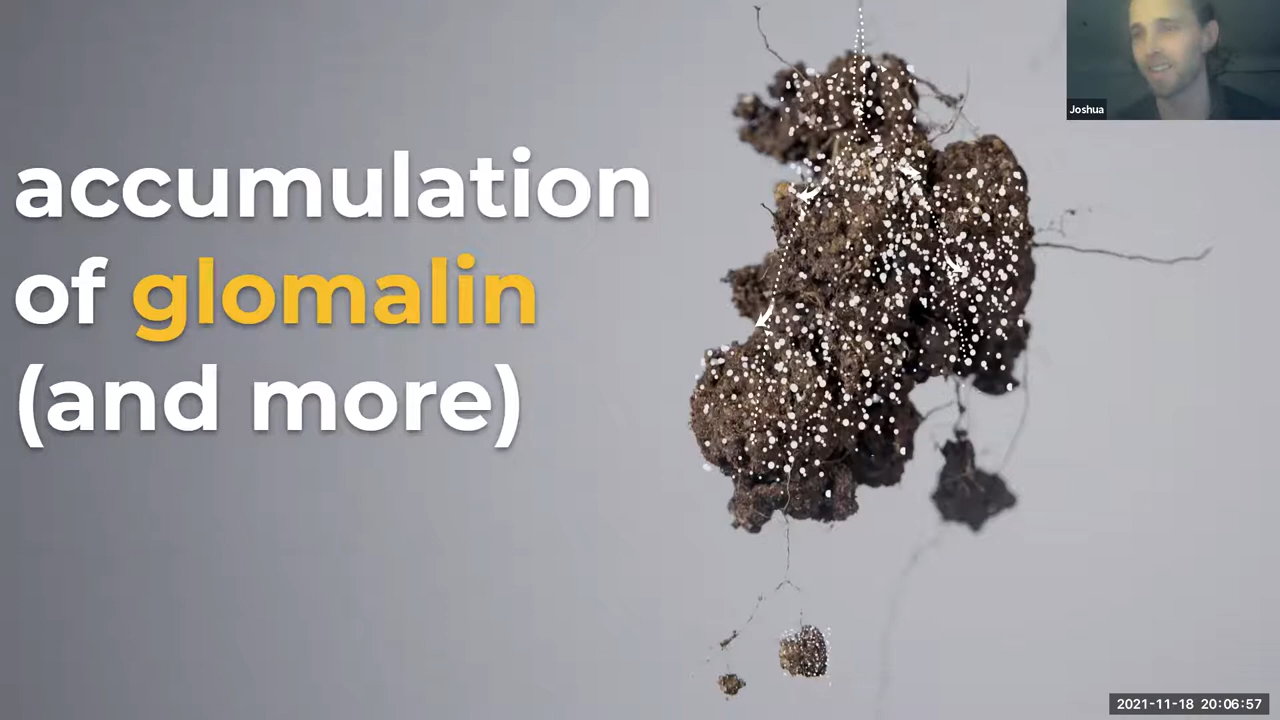 accumulation
of glomalin
(and more)
Joshua
2021-11-18 20:06:57